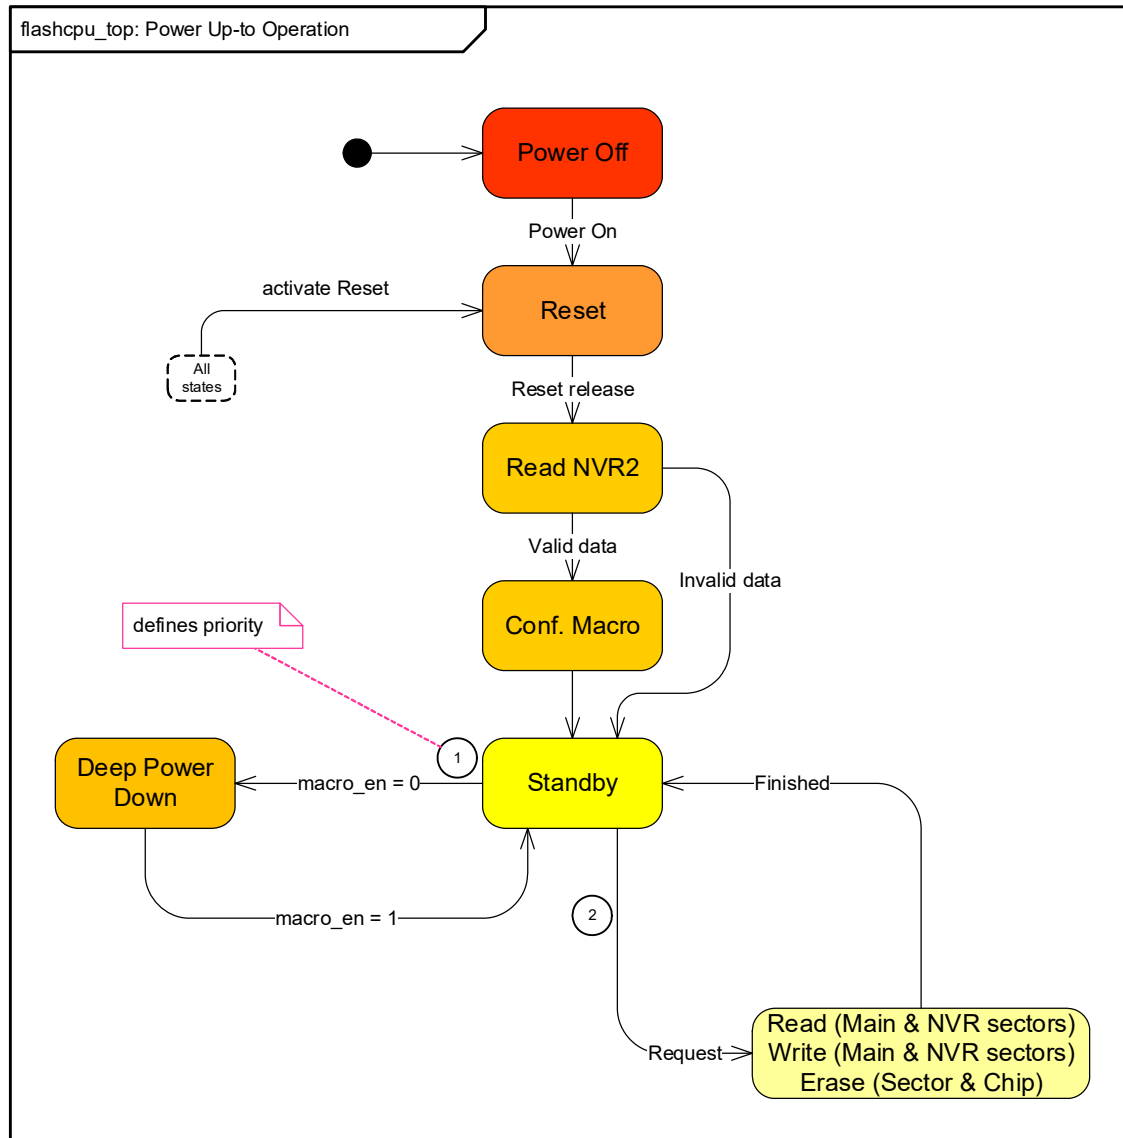 flashcpu_top: Power Up-to Operation
Power Off
Power On
activate Reset
Reset
All
states
Reset release
Read NVR2
Valid data
Invalid data
Conf. Macro
defines priority
1
Deep Power
Down
macro_en = 0
Standby
Finished
macro_en = 1
2
Request
Read (Main & NVR sectors)
Write (Main & NVR sectors)
Erase (Sector & Chip)